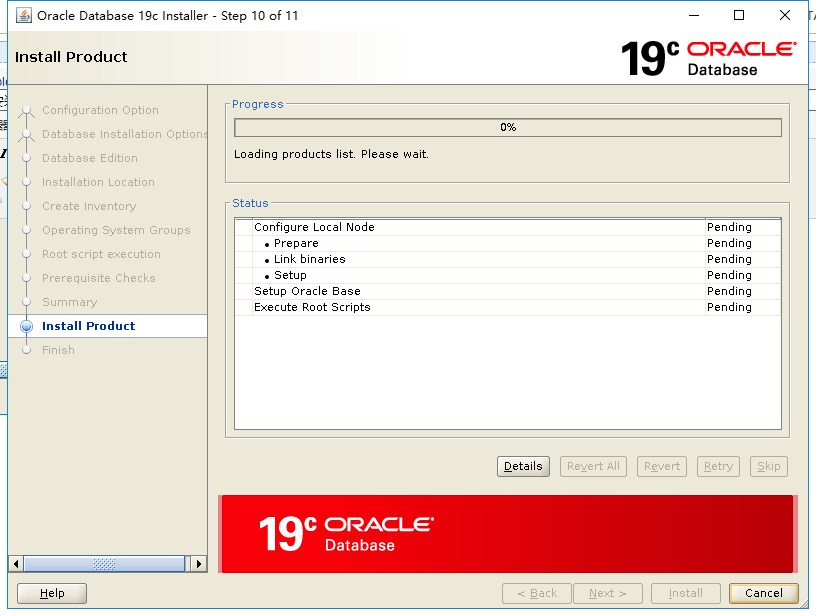 Oracle Database 19c Installer - Step 10 of 11
Install Product
19c ORACLE
Database
Configuration Option
Database Installation Options
Database Edition
Installation Location
Create Inventory
Operating System Groups
Root script execution
Prerequisite Checks
Summary
Install Product
Finish
Progress
0%
Loading products list. Please wait.
Status
Configure Local Node Pending
• Prepare Pending
• Link binaries Pending
• Setup Pending
Setup Oracle Base Pending
Execute Root Scripts Pending
Details Revert All Revert Retry Skip
19c ORACLE
Database
Help < Back Next > Install Cancel